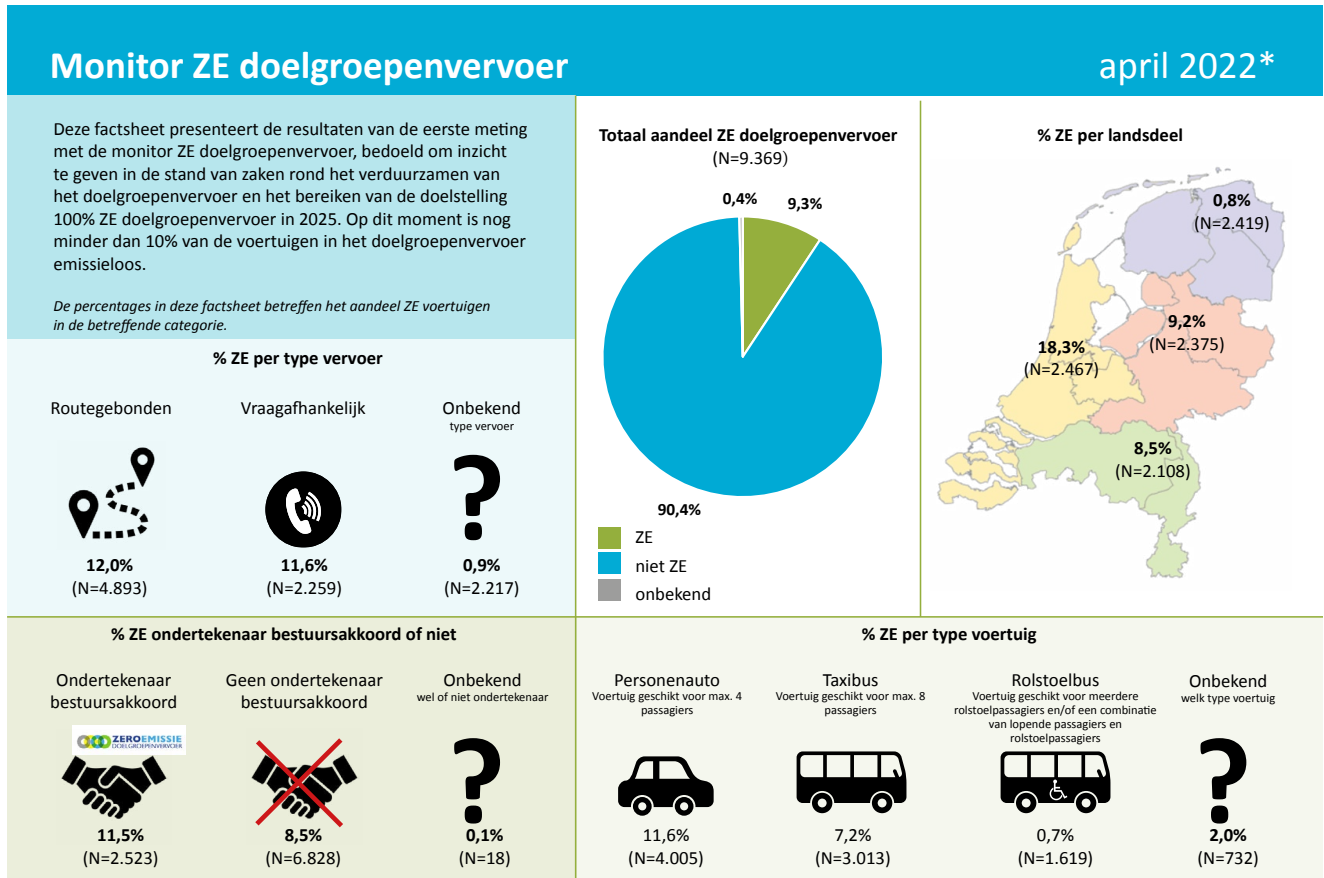 Monitor ZE doelgroepenvervoer
april 2022*
Deze factsheet presenteert de resultaten van de eerste meting
met de monitor ZE doelgroepenvervoer, bedoeld om inzicht
te geven in de stand van zaken rond het verduurzamen van
het doelgroepenvervoer en het bereiken van de doelstelling
100% ZE doelgroepenvervoer in 2025. Op dit moment is nog
minder dan 10% van de voertuigen in het doelgroepenvervoer
emissieloos.
De percentages in deze factsheet betreffen het aandeel ZE voertuigen
in de betreffende categorie.
% ZE per type vervoer
Routegebonden
12,0%
(N=4.893)
Vraagafhankelijk
11,6%
(N=2.259)
Onbekend
type vervoer
?
0,9%
(N=2.217)
Totaal aandeel ZE doelgroepenvervoer
(N=9.369)
0,4%
9,3%
90,4%
ZE
niet ZE
onbekend
% ZE per landsdeel
0,8%
(N=2.419)
9,2%
(N=2.375)
18,3%
(N=2.467)
8,5%
(N=2.108)
% ZE ondertekenaar bestuursakkoord of niet
Ondertekenaar
bestuursakkoord
ZEROEMISSIE
DOELGROEPENVERVOER
11,5%
(N=2.523)
Geen ondertekenaar
bestuursakkoord
8,5%
(N=6.828)
Onbekend
wel of niet ondertekenaar
?
0,1%
(N=18)
% ZE per type voertuig
Personenauto
Voertuig geschikt voor max. 4
passagiers
11,6%
(N=4.005)
Taxibus
Voertuig geschikt voor max. 8
passagiers
7,2%
(N=3.013)
Rolstoelbus
Voertuig geschikt voor meerdere
rolstoelpassagiers en/of een combinatie
van lopende passagiers en
rolstoelpassagiers
0,7%
(N=1.619)
Onbekend
welk type voertuig
?
2,0%
(N=732)